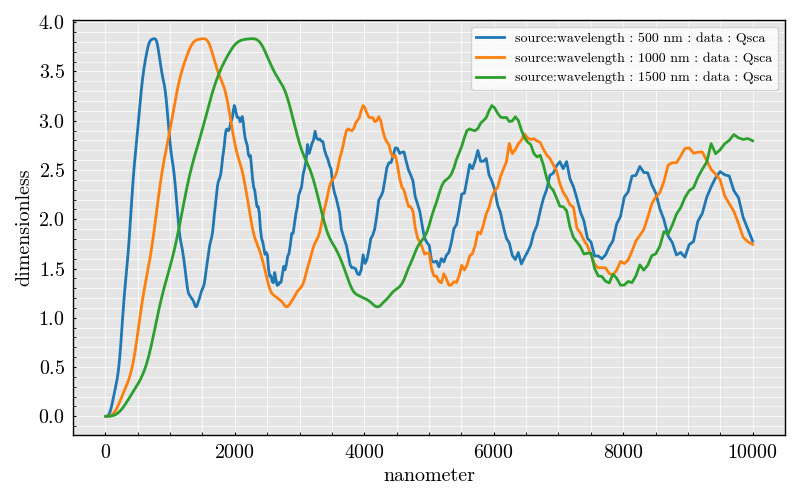 4.0
3.5
3.0
2.5
2.0
1.5
1.0
0.5
0.0
dimensionless
source:wavelength : 500 nm : data : Qsca
source:wavelength : 1000 nm : data : Qsca
source:wavelength : 1500 nm : data : Qsca
0 2000 4000 6000 8000 10000
nanometer